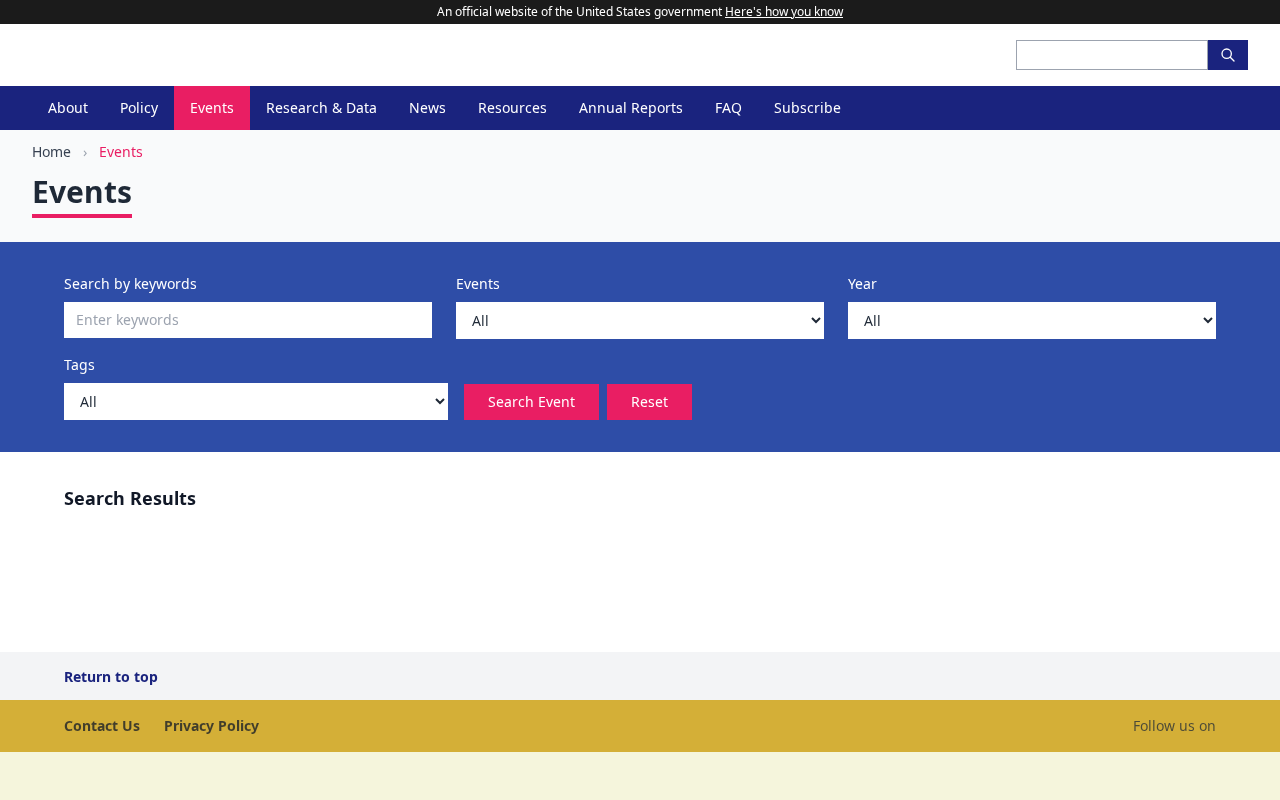 An official website of the United States government Here's how you know
About Policy Events Research & Data News Resources Annual Reports FAQ Subscribe
Home › Events
Events
Search by keywords Events Year
Enter keywords All All
Tags
All Search Event Reset
Search Results
Return to top
Contact Us Privacy Policy Follow us on